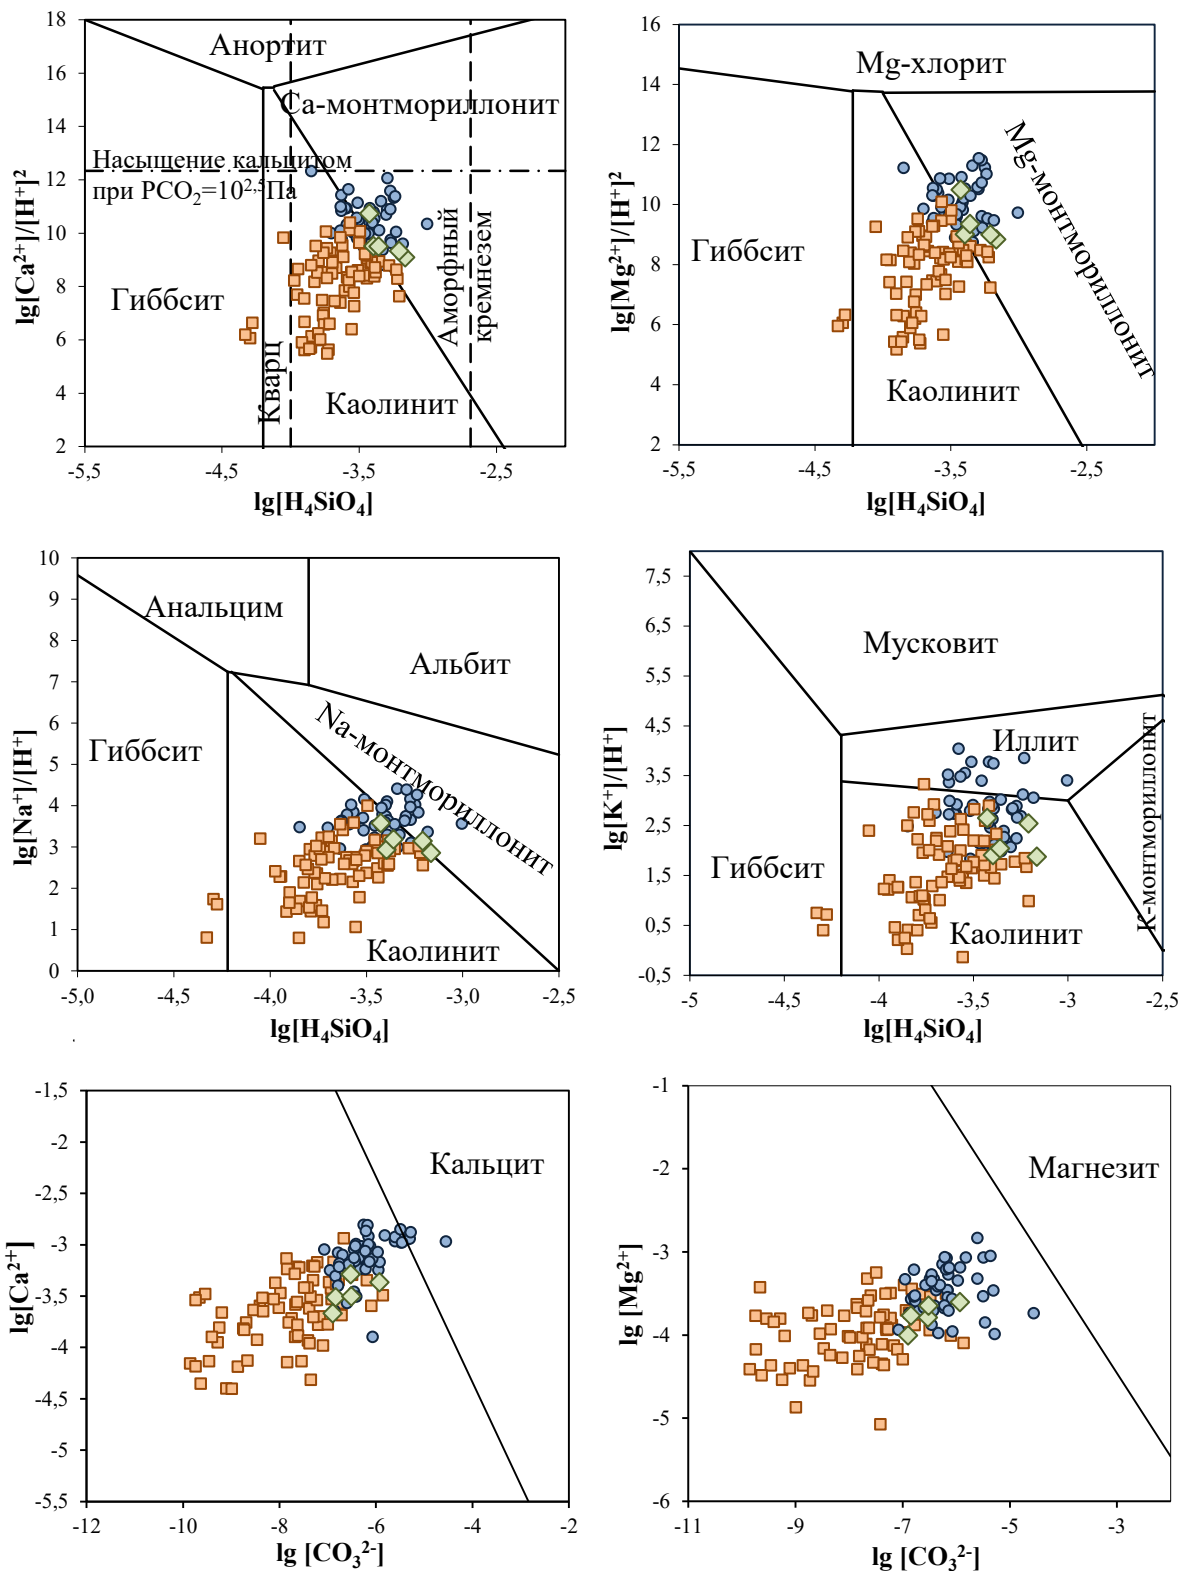 18
16
14
12
10
8
6
4
2
-5,5
-4,5
-3,5
-2,5
lg[Ca²⁺]/[H⁺]²
lg[H₄SiO₄]
Анортит
Ca-монтмориллонит
Насыщение кальцитом
при PCO₂=10²,⁵Па
Гиббсит
Кварц
Каолинит
Аморфный
кремнезем
16
14
12
10
8
6
4
2
-5,5
-4,5
-3,5
-2,5
lg[Mg²⁺]/[H⁺]²
lg[H₄SiO₄]
Mg-хлорит
Mg-монтмориллонит
Гиббсит
Каолинит
10
9
8
7
6
5
4
3
2
1
0
-5,0
-4,5
-4,0
-3,5
-3,0
-2,5
lg[Na⁺]/[H⁺]
lg[H₄SiO₄]
Анальцим
Альбит
Na-монтмориллонит
Гиббсит
Каолинит
7,5
6,5
5,5
4,5
3,5
2,5
1,5
0,5
-0,5
-5
-4
-3,5
-3
-2,5
lg[K⁺]/[H⁺]
lg[H₄SiO₄]
Мусковит
Иллит
К-монтмориллонит
Гиббсит
Каолинит
-1,5
-2
-2,5
-3
-3,5
-4
-4,5
-5
-5,5
-12
-10
-8
-6
-4
-2
lg[Ca²⁺]
lg [CO₃²⁻]
Кальцит
-1
-2
-3
-4
-5
-6
-11
-9
-7
-5
-3
lg [Mg²⁺]
lg [CO₃²⁻]
Магнезит